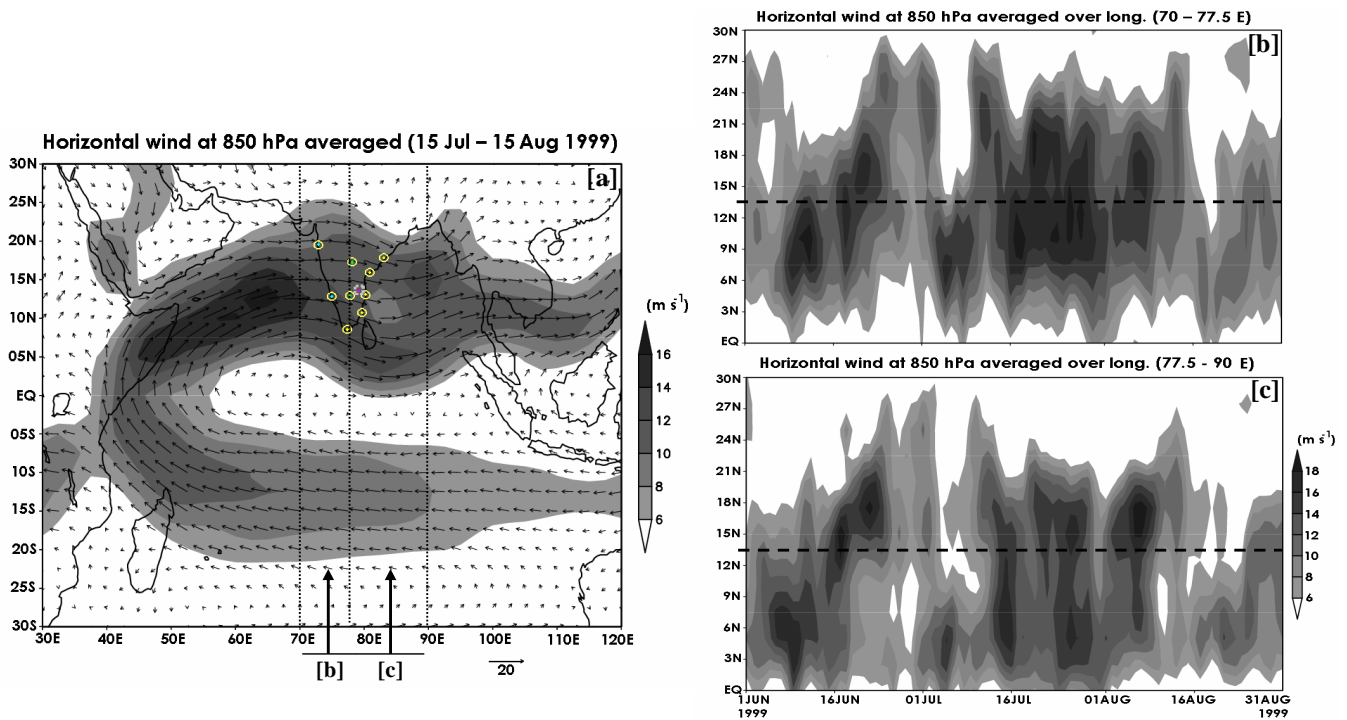 Horizontal wind at 850 hPa averaged (15 Jul – 15 Aug 1999)
[a]
30N
25N
20N
15N
10N
05N
EQ
05S
10S
15S
20S
25S
30S
30E 40E 50E 60E 70E 80E 90E 100E 110E 120E
[b] [c]
20
(m s-1)
16
14
12
10
8
6
Horizontal wind at 850 hPa averaged over long. (70 – 77.5 E)
[b]
30N
27N
24N
21N
18N
15N
12N
9N
6N
3N
EQ
Horizontal wind at 850 hPa averaged over long. (77.5 - 90 E)
[c]
30N
27N
24N
21N
18N
15N
12N
9N
6N
3N
EQ
1JUN 16JUN 01JUL 16JUL 01AUG 16AUG 31AUG
1999 1999
(m s-1)
18
16
14
12
10
8
6